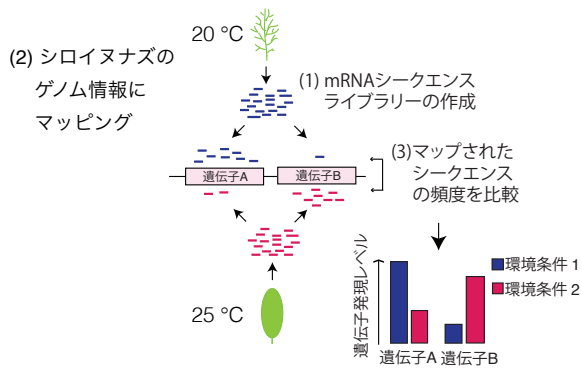 20 °C
(2) シロイヌナズの
ゲノム情報に
マッピング
(1) mRNAシークエンス
ライブラリーの作成
遺伝子A
遺伝子B
(3)マップされた
シークエンス
の頻度を比較
25 °C
遺伝子発現レベル
環境条件 1
環境条件 2
遺伝子A 遺伝子B